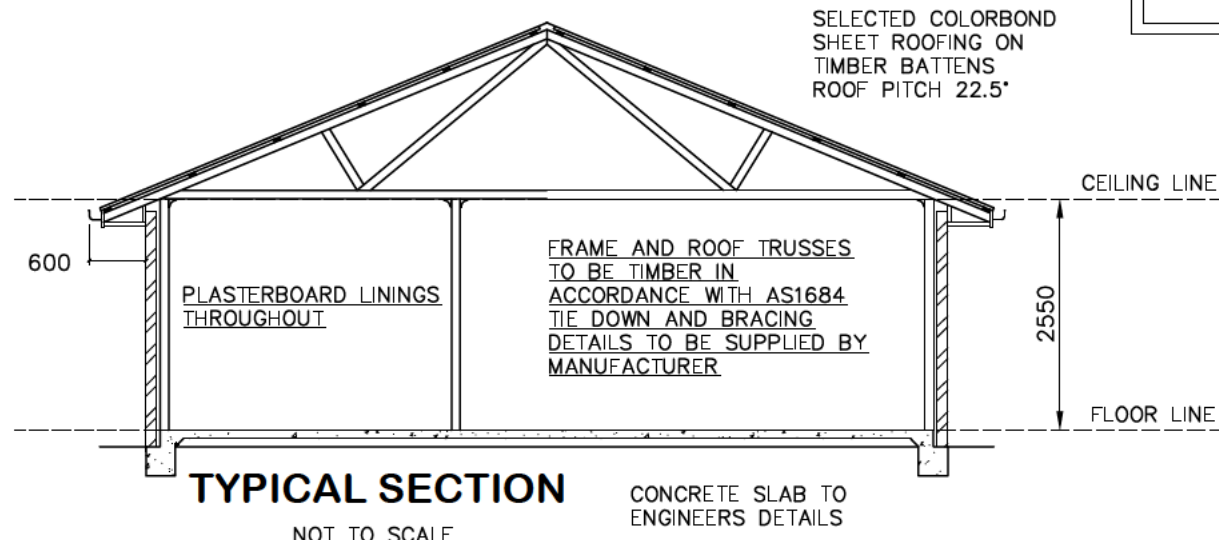 SELECTED COLORBOND
SHEET ROOFING ON
TIMBER BATTENS
ROOF PITCH 22.5°
CEILING LINE
600
PLASTERBOARD LININGS
THROUGHOUT
FRAME AND ROOF TRUSSES
TO BE TIMBER IN
ACCORDANCE WITH AS1684
TIE DOWN AND BRACING
DETAILS TO BE SUPPLIED BY
MANUFACTURER
2550
FLOOR LINE
TYPICAL SECTION
NOT TO SCALE
CONCRETE SLAB TO
ENGINEERS DETAILS